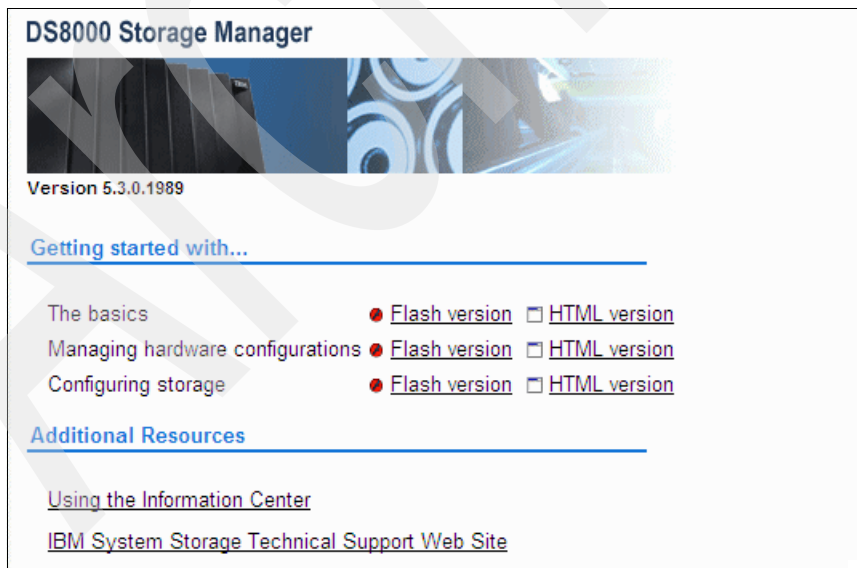 DS8000 Storage Manager
Version 5.3.0.1989
Getting started with...
The basics Flash version HTML version
Managing hardware configurations Flash version HTML version
Configuring storage Flash version HTML version
Additional Resources
Using the Information Center
IBM System Storage Technical Support Web Site